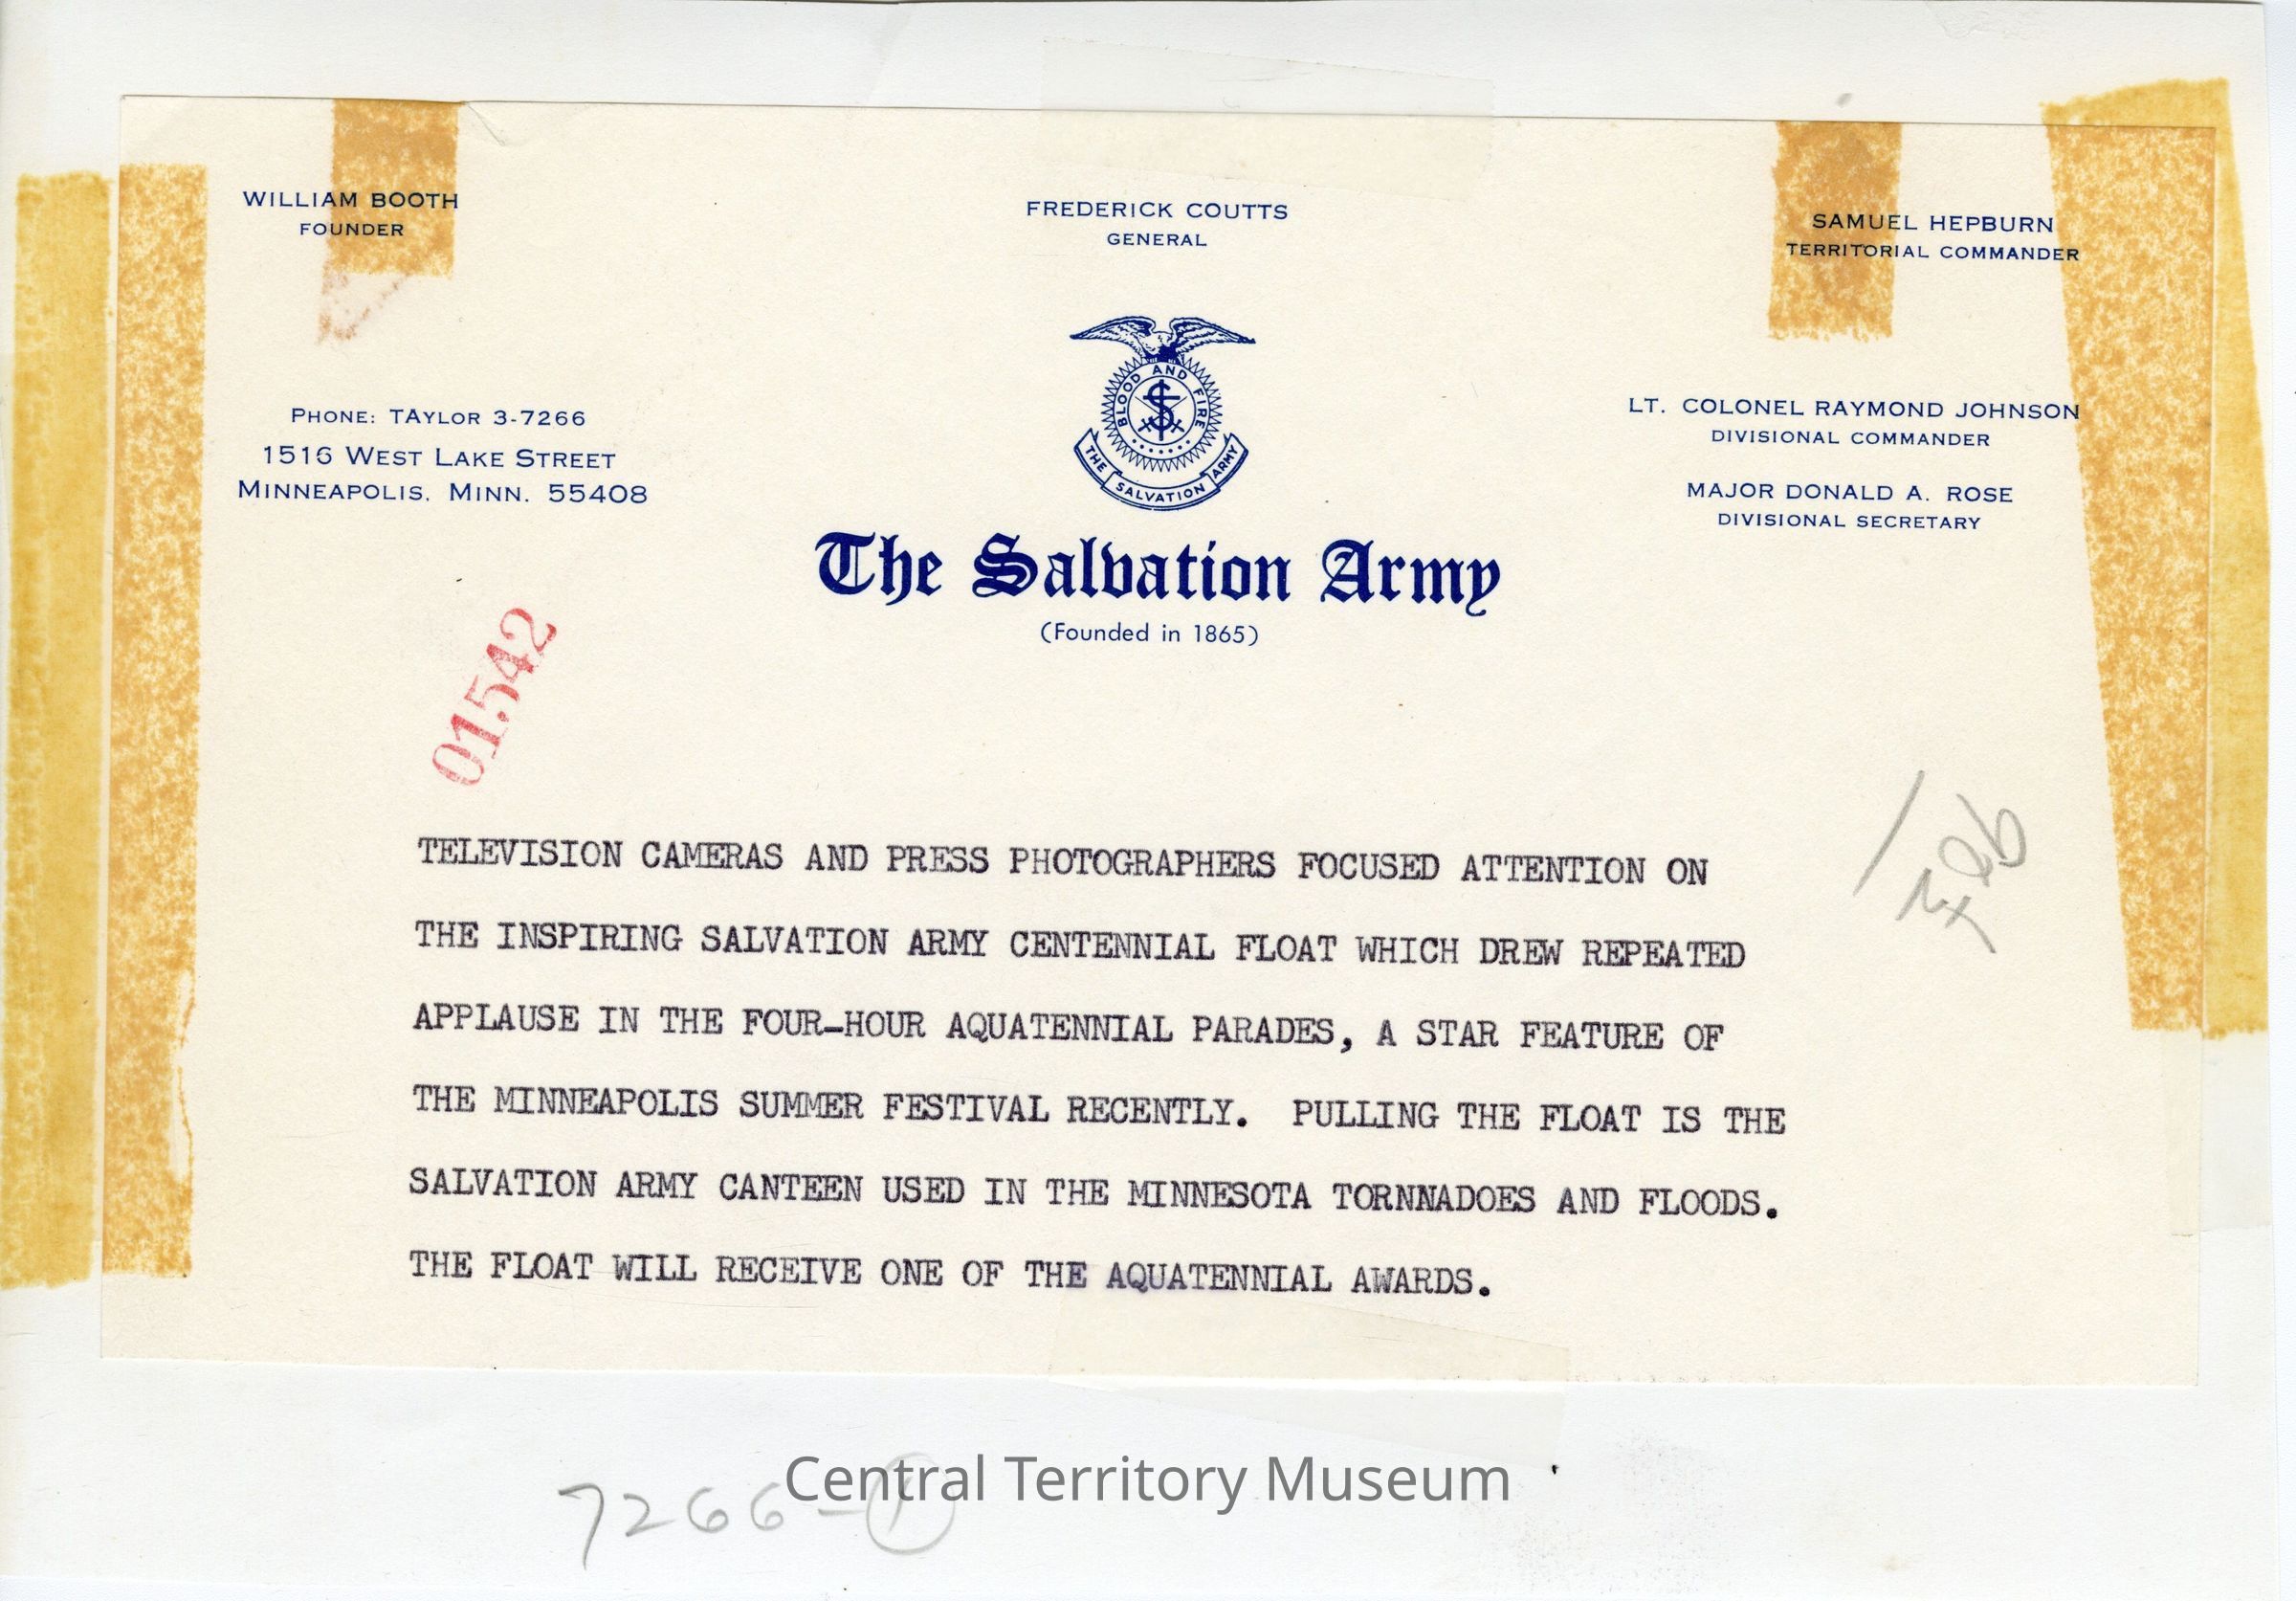 WILLIAM BOOTH
FOUNDER
FREDERICK COUTTS
GENERAL
SAMUEL HEPBURN
TERRITORIAL COMMANDER
PHONE: TAYLOR 3-7266
1516 WEST LAKE STREET
MINNEAPOLIS, MINN. 55408
BLOOD AND FIRE
S
THE SALVATION ARMY
LT. COLONEL RAYMOND JOHNSON
DIVISIONAL COMMANDER
MAJOR DONALD A. ROSE
DIVISIONAL SECRETARY
The Salvation Army
(Founded in 1865)
01542
TELEVISION CAMERAS AND PRESS PHOTOGRAPHERS FOCUSED ATTENTION ON
THE INSPIRING SALVATION ARMY CENTENNIAL FLOAT WHICH DREW REPEATED
APPLAUSE IN THE FOUR-HOUR AQUATENNIAL PARADES, A STAR FEATURE OF
THE MINNEAPOLIS SUMMER FESTIVAL RECENTLY. PULLING THE FLOAT IS THE
SALVATION ARMY CANTEEN USED IN THE MINNESOTA TORNNADOES AND FLOODS.
THE FLOAT WILL RECEIVE ONE OF THE AQUATENNIAL AWARDS.
Central Territory Museum
7266-